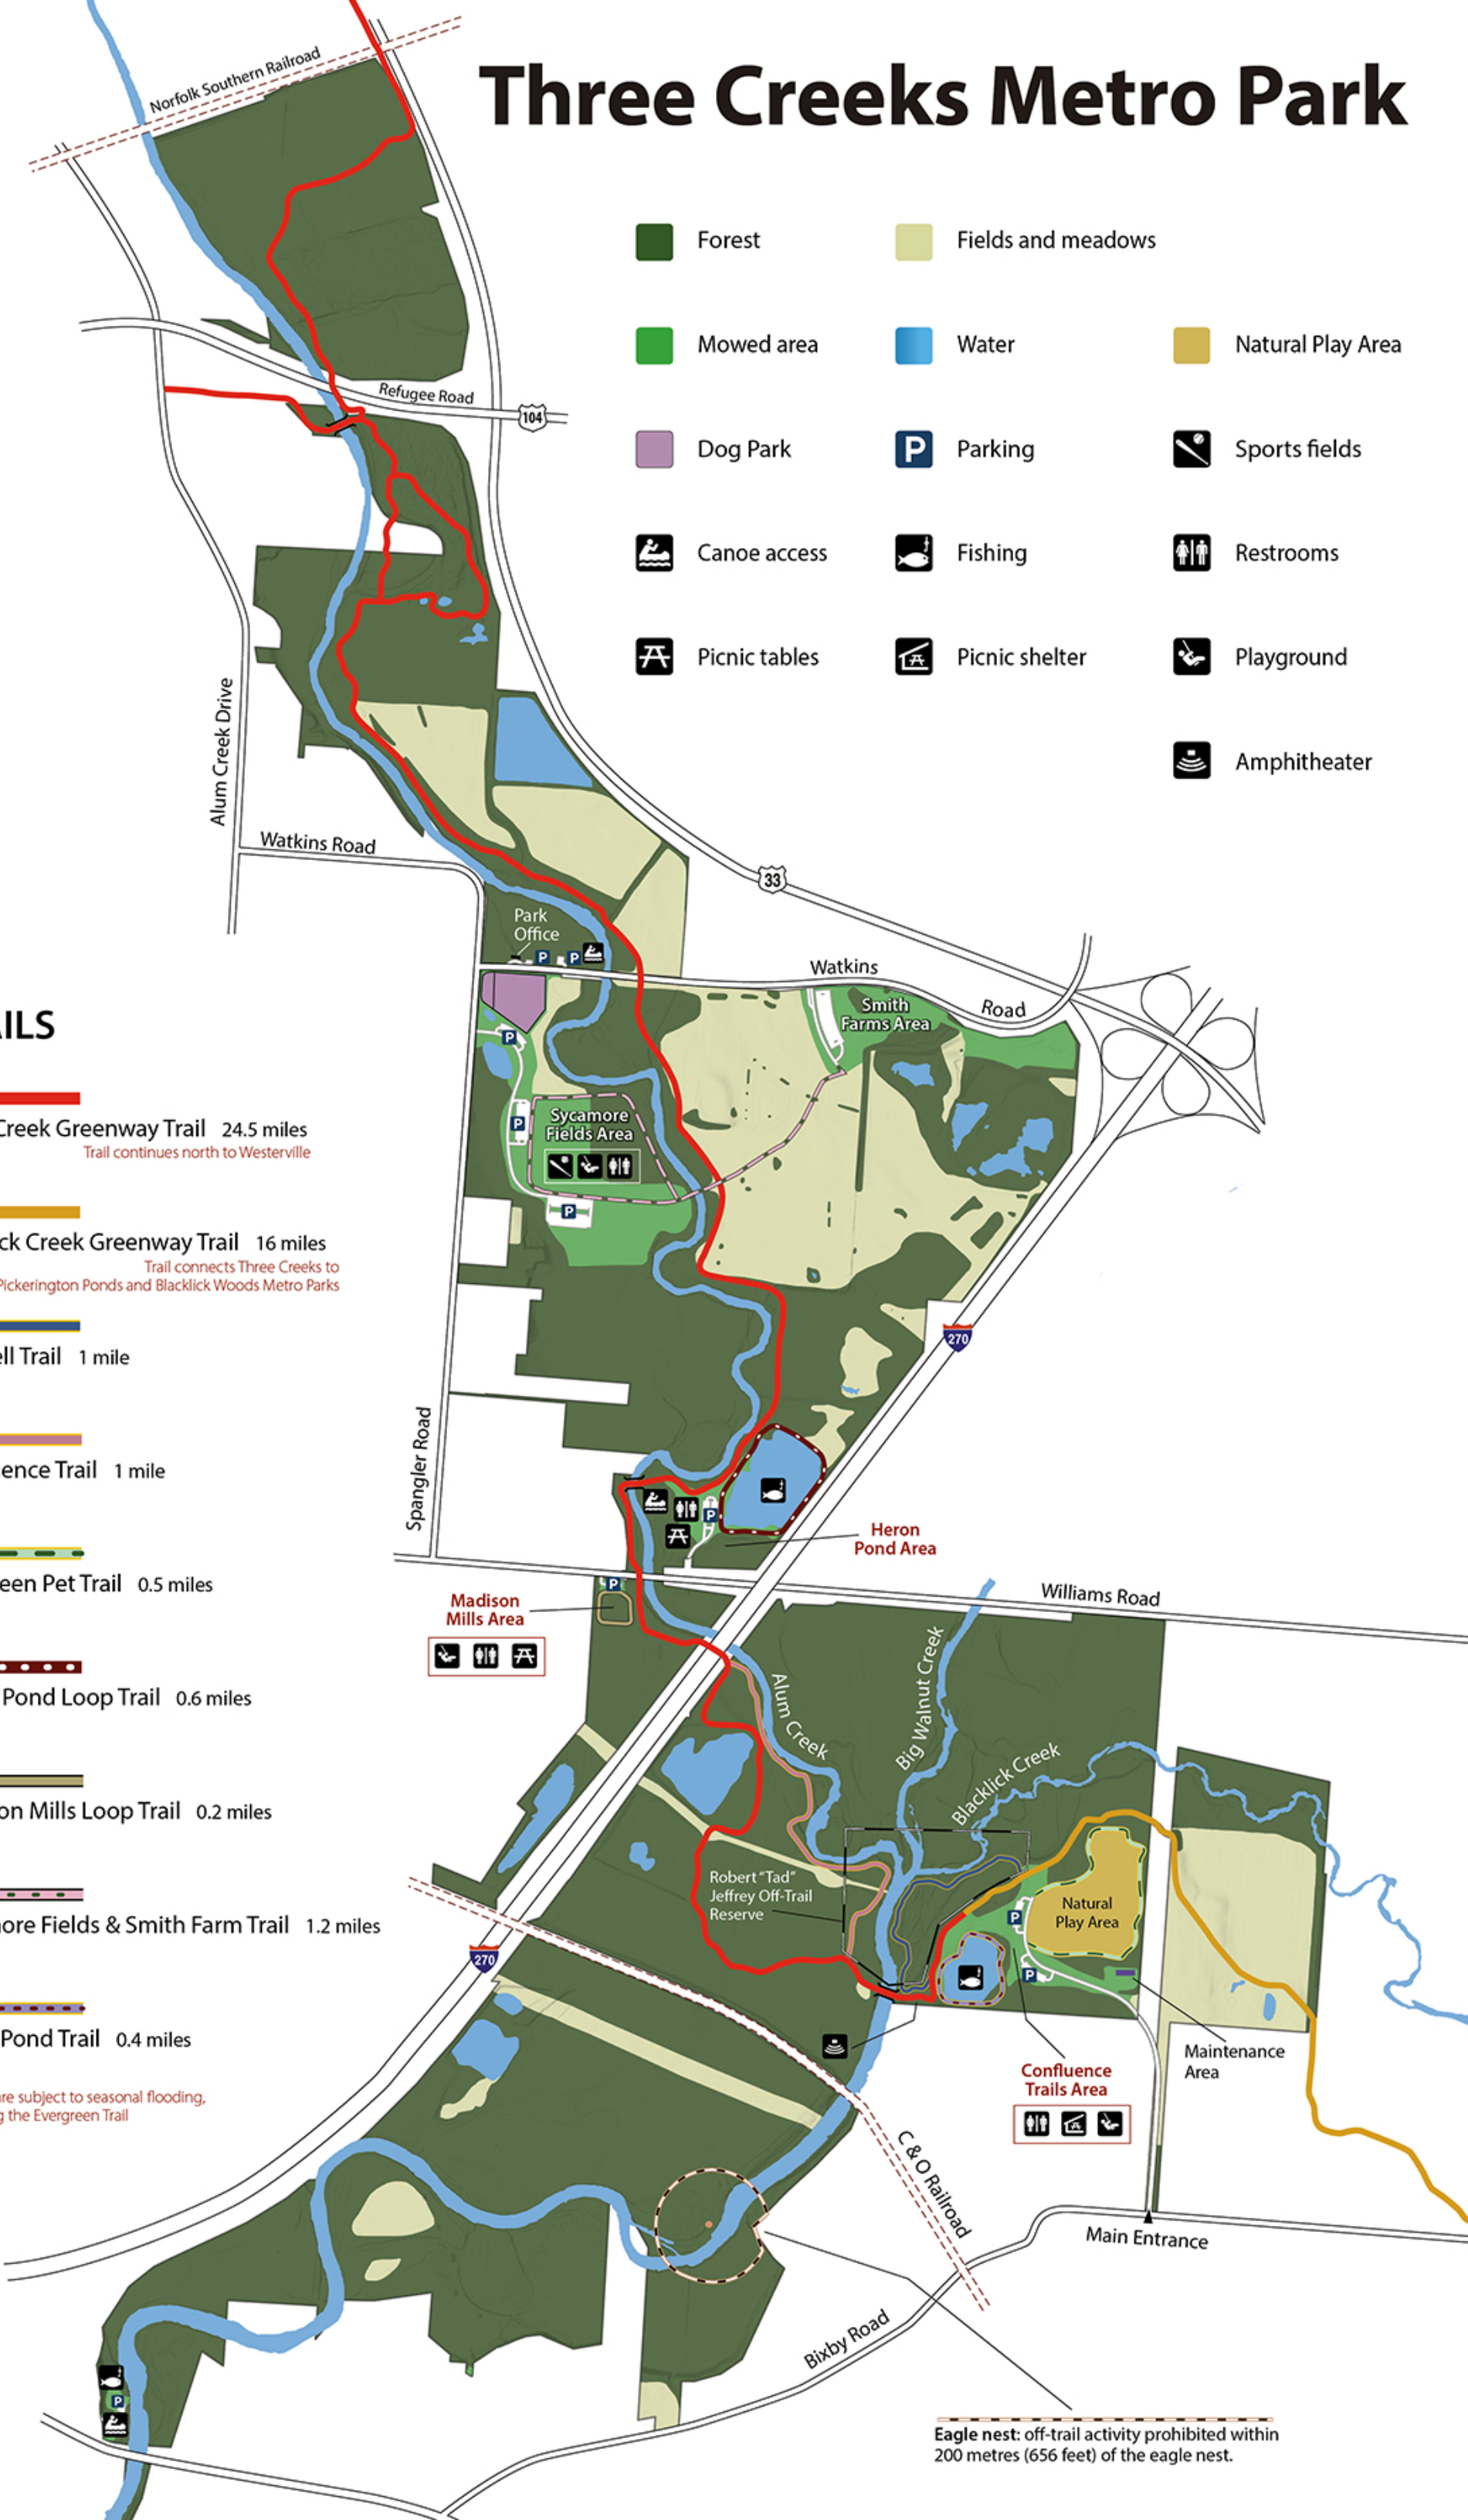 Norfolk Southern Railroad
Three Creeks Metro Park
Forest
Fields and meadows
Mowed area
Water
Natural Play Area
Refugee Road
104
Dog Park
P
Parking
Sports fields
Canoe access
Fishing
Restrooms
Picnic tables
Picnic shelter
Playground
Amphitheater
Alum Creek Drive
Watkins Road
33
Park
Office
P
P
Watkins
Road
Smith
Farms Area
P
P
Sycamore
Fields Area
P
AILS
Creek Greenway Trail 24.5 miles
Trail continues north to Westerville
ck Creek Greenway Trail 16 miles
Trail connects Three Creeks to
Pickerington Ponds and Blacklick Woods Metro Parks
ell Trail 1 mile
ence Trail 1 mile
een Pet Trail 0.5 miles
Pond Loop Trail 0.6 miles
on Mills Loop Trail 0.2 miles
ore Fields & Smith Farm Trail 1.2 miles
Pond Trail 0.4 miles
re subject to seasonal flooding,
g the Evergreen Trail
270
Spangler Road
P
Heron
Pond Area
P
Madison
Mills Area
Williams Road
Alum Creek
Big Walnut Creek
Blacklick Creek
Robert "Tad"
Jeffrey Off-Trail
Reserve
Natural
Play Area
P
P
270
Maintenance
Area
Confluence
Trails Area
C & O Railroad
Main Entrance
Bixby Road
P
Eagle nest: off-trail activity prohibited within
200 metres (656 feet) of the eagle nest.